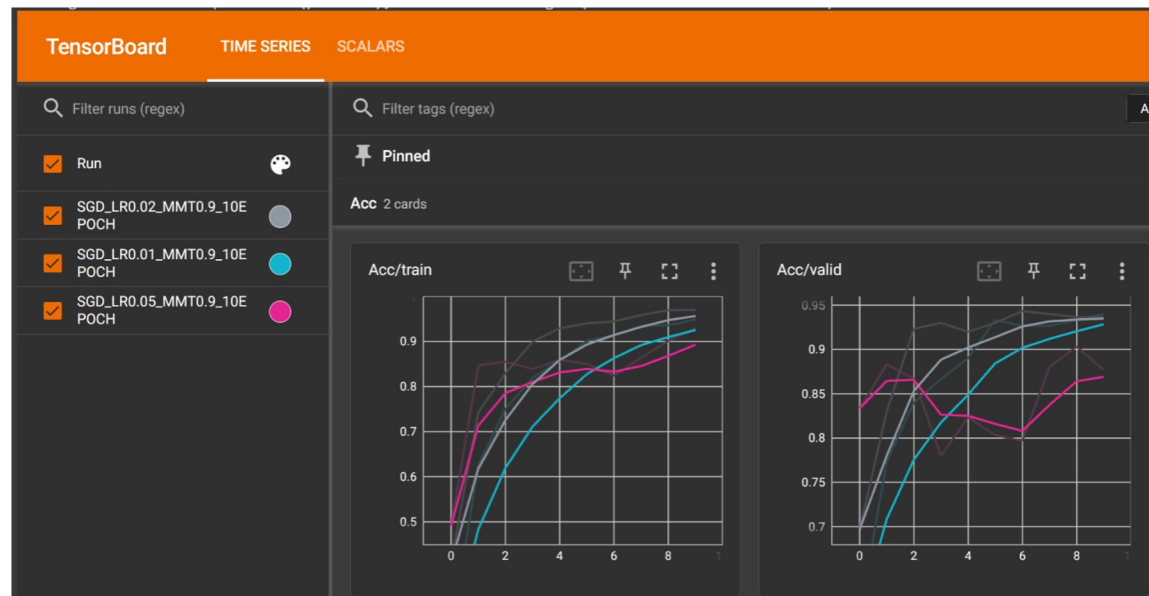 TensorBoard TIME SERIES SCALARS
Filter runs (regex)
Filter tags (regex)
A
Run
Pinned
SGD_LR0.02_MMT0.9_10E
POCH
Acc 2 cards
SGD_LR0.01_MMT0.9_10E
POCH
SGD_LR0.05_MMT0.9_10E
POCH
Acc/train
0.9
0.8
0.7
0.6
0.5
0 2 4 6 8 1
Acc/valid
0.95
0.9
0.85
0.8
0.75
0.7
0 2 4 6 8 1